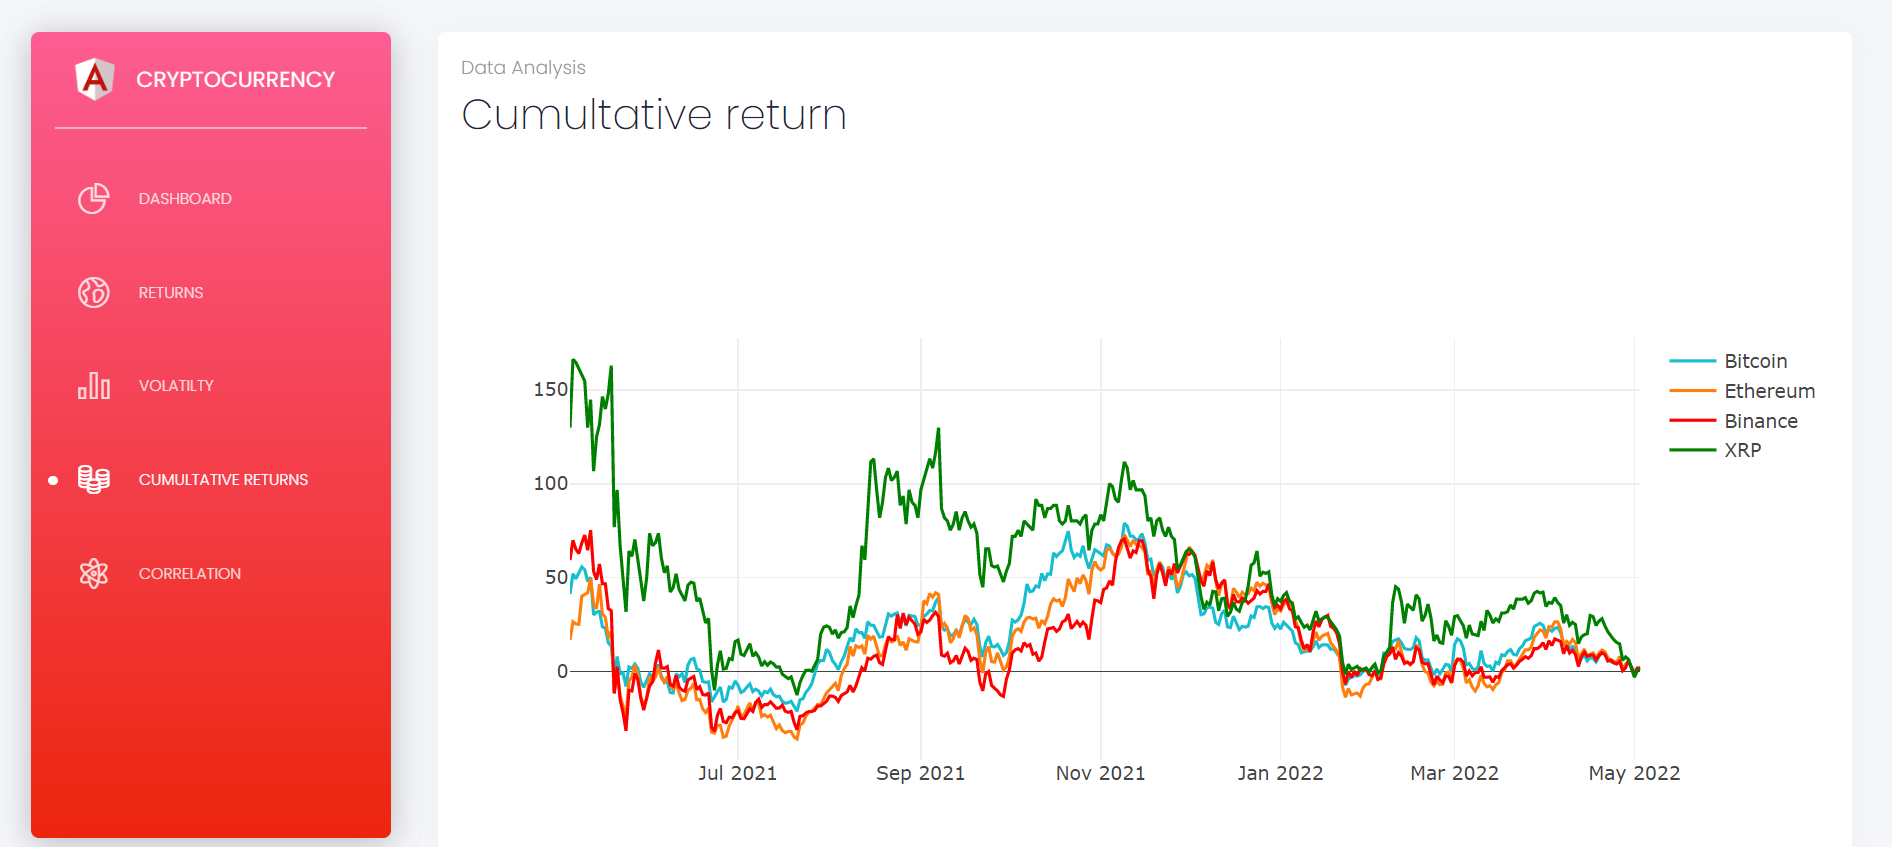 CRYPTOCURRENCY
DASHBOARD
RETURNS
VOLATILTY
CUMULTATIVE RETURNS
CORRELATION
Data Analysis
Cumultative return
150
100
50
0
Jul 2021
Sep 2021
Nov 2021
Jan 2022
Mar 2022
May 2022
Bitcoin
Ethereum
Binance
XRP